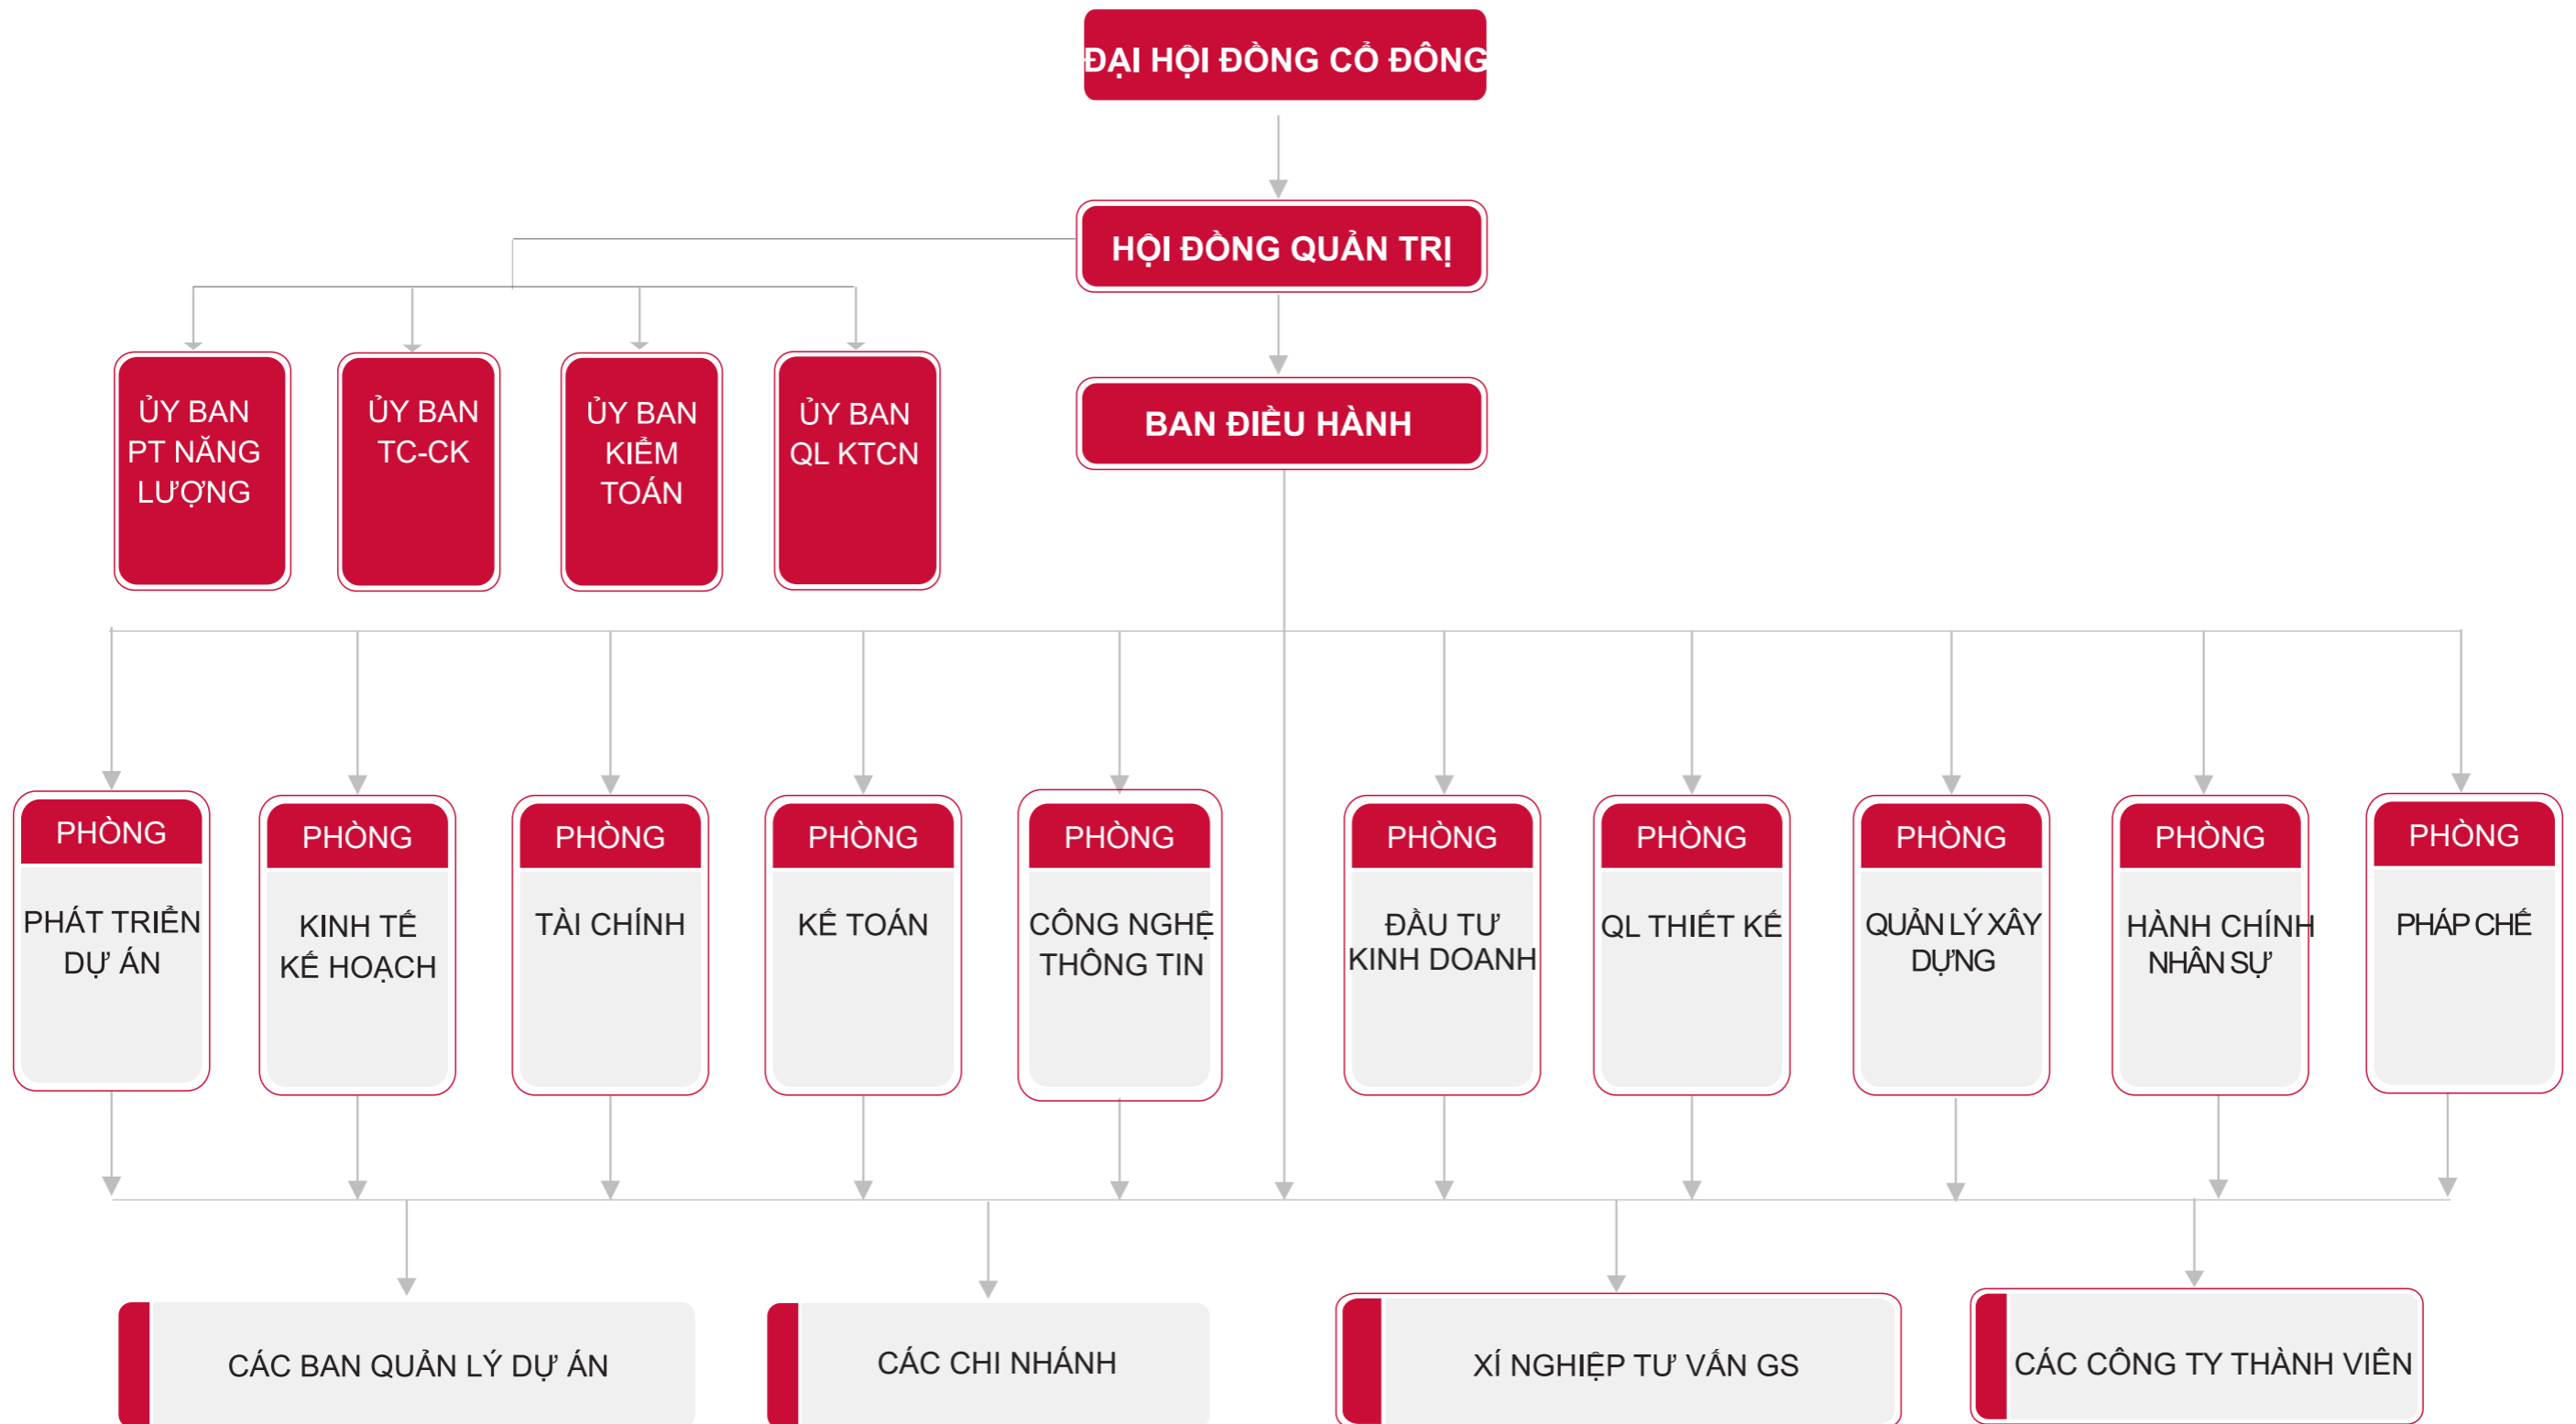 ĐẠI HỘI ĐỒNG CỔ ĐÔNG
HỘI ĐỒNG QUẢN TRỊ
BAN ĐIỀU HÀNH
ỦY BAN
PT NĂNG
LƯỢNG
ỦY BAN
TC-CK
ỦY BAN
KIỂM
TOÁN
ỦY BAN
QL KTCN
PHÒNG
PHÁT TRIỂN
DỰ ÁN
PHÒNG
KINH TẾ
KẾ HOẠCH
PHÒNG
TÀI CHÍNH
PHÒNG
KẾ TOÁN
PHÒNG
CÔNG NGHỆ
THÔNG TIN
PHÒNG
ĐẦU TƯ
KINH DOANH
PHÒNG
QL THIẾT KẾ
PHÒNG
QUẢN LÝ XÂY
DỰNG
PHÒNG
HÀNH CHÍNH
NHÂN SỰ
PHÒNG
PHÁP CHẾ
CÁC BAN QUẢN LÝ DỰ ÁN
CÁC CHI NHÁNH
XÍ NGHIỆP TƯ VẤN GS
CÁC CÔNG TY THÀNH VIÊN